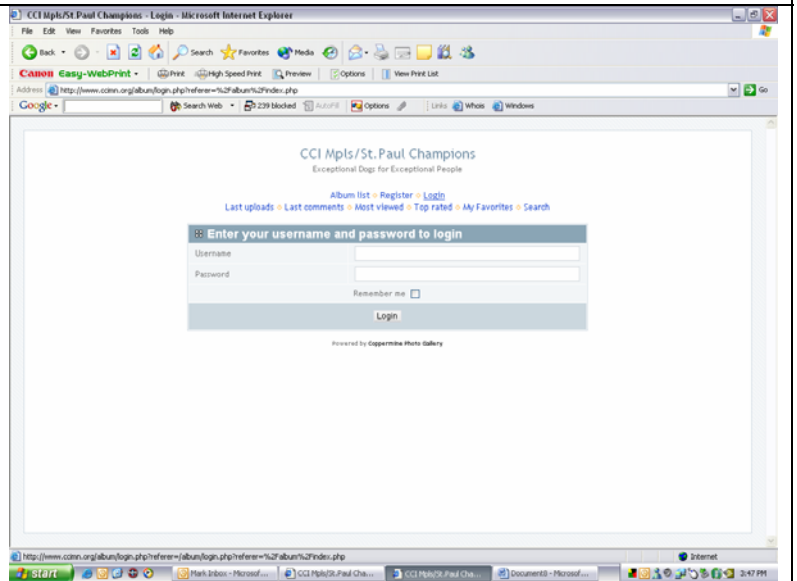 CCI Mpls/St.Paul Champions - Login - Microsoft Internet Explorer
File Edit View Favorites Tools Help
Back Search Favorites Media
Canon Easy-WebPrint Print High Speed Print Preview Options View Print List
Address http://www.ccimn.org/album/login.php?referer=%2Falbum%2Findex.php Go
Google Search Web 239 blocked AutoFill Options Links Whois Windows
CCI Mpls/St.Paul Champions
Exceptional Dogs for Exceptional People
Album list Register Login
Last uploads Last comments Most viewed Top rated My Favorites Search
Enter your username and password to login
Username
Password
Remember me
Login
Powered by Coppermine Photo Gallery
http://www.ccimn.org/album/login.php?referer=/album/login.php?referer=%2Falbum%2Findex.php Internet
start Mark Inbox - Microsof... CCI Mpls/St.Paul Cha... CCI Mpls/St.Paul Cha... Document8 - Microsof... 2:47 PM